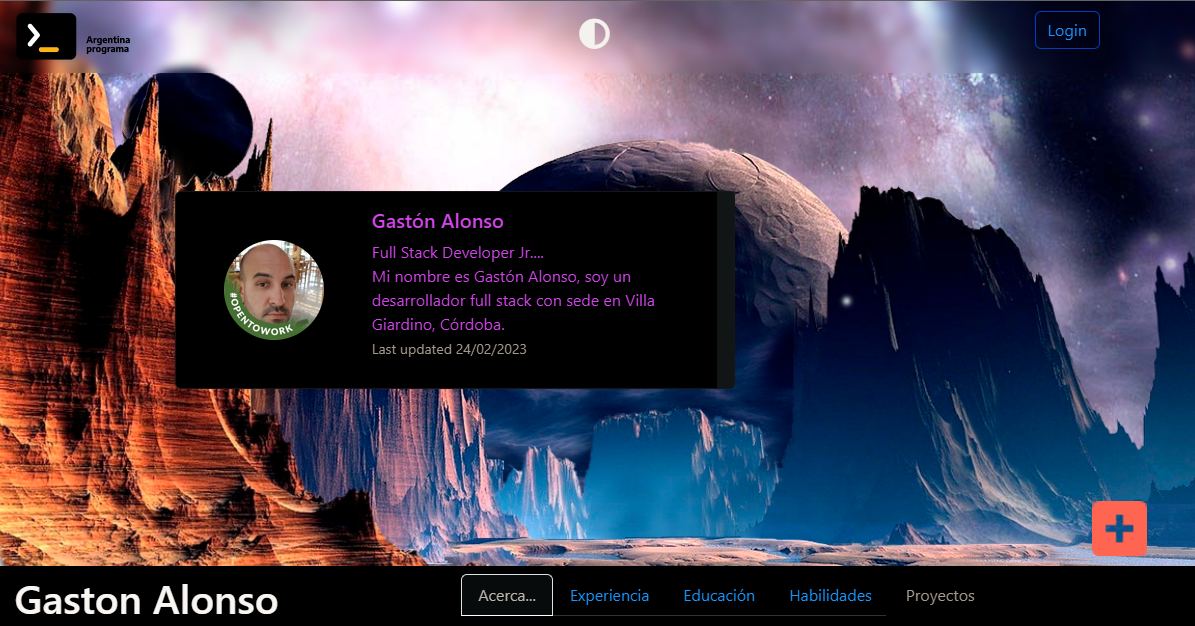 Argentina
programa
Login
Gastón Alonso
Full Stack Developer Jr....
Mi nombre es Gastón Alonso, soy un
desarrollador full stack con sede en Villa
Giardino, Córdoba.
Last updated 24/02/2023
#OPENTOWORK
Gaston Alonso
Acerca...
Experiencia
Educación
Habilidades
Proyectos